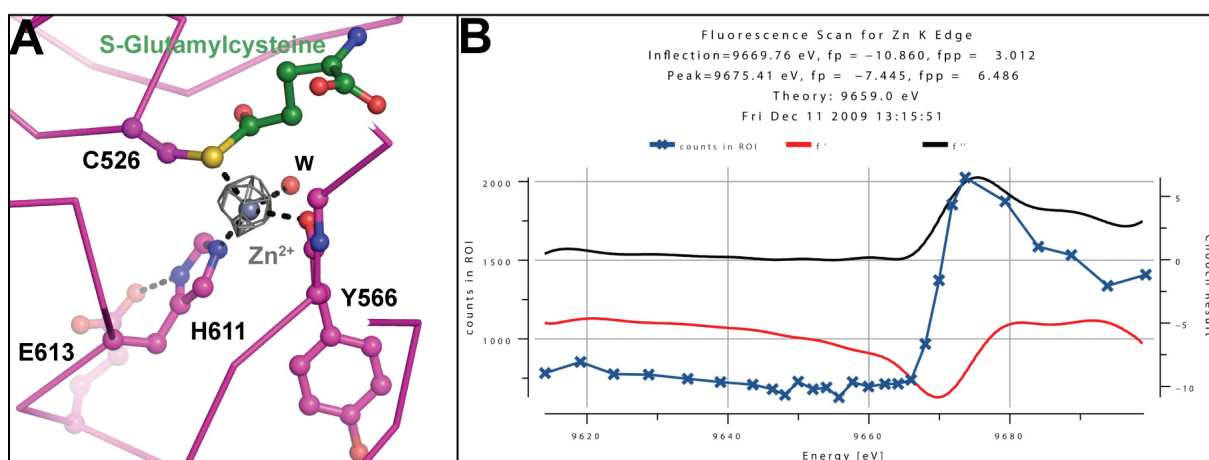 A
S-Glutamylcysteine
C526
W
Zn²⁺
Y566
H611
E613
B
Fluorescence Scan for Zn K Edge
Inflection=9669.76 eV, fp = −10.860, fpp = 3.012
Peak=9675.41 eV, fp = −7.445, fpp = 6.486
Theory: 9659.0 eV
Fri Dec 11 2009 13:15:51
counts in ROI
f '
f ''
2000
1500
1000
counts in ROI
5
0
−5
−10
9620
9640
9660
9680
Energy [eV]